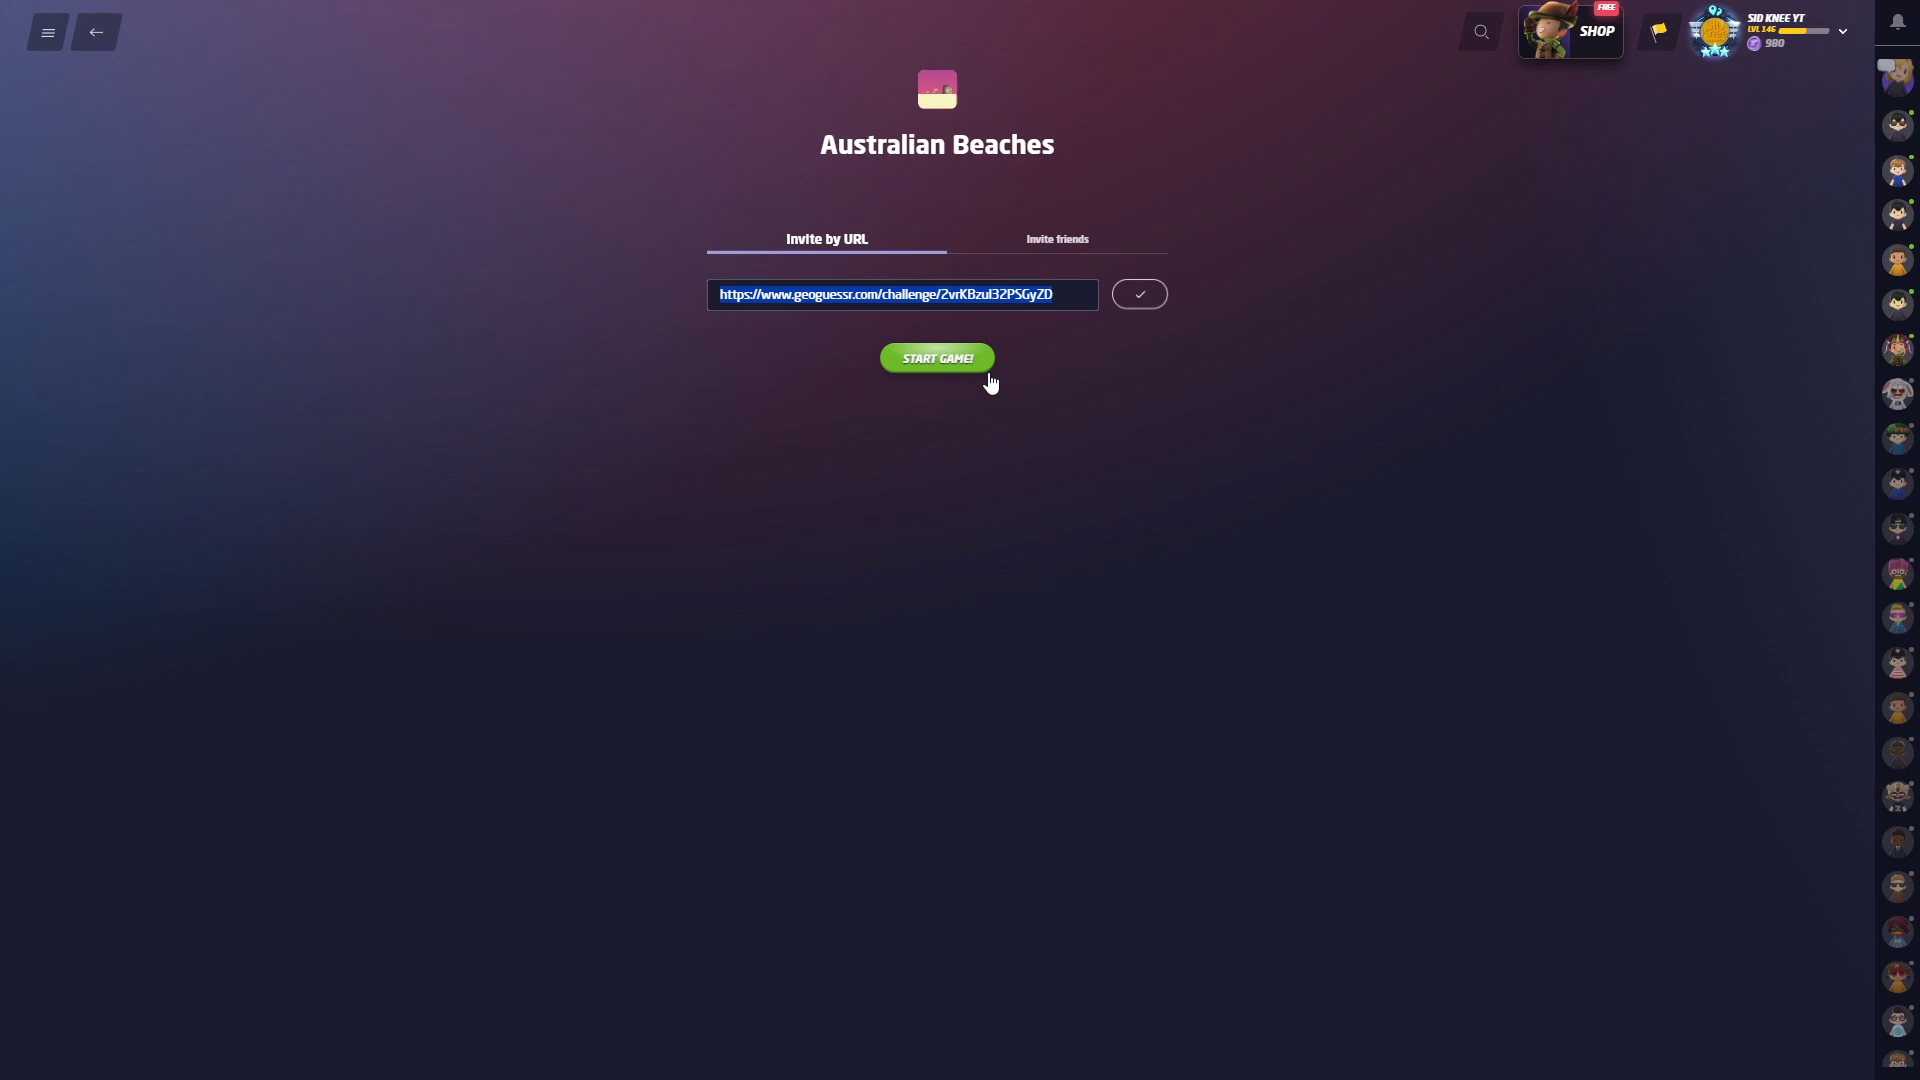 FREE
SHOP
SID KNEE YT
LVL 146
980
Australian Beaches
Invite by URL
Invite friends
https://www.geoguessr.com/challenge/2vrKBzul32PSGyZD
START GAME!